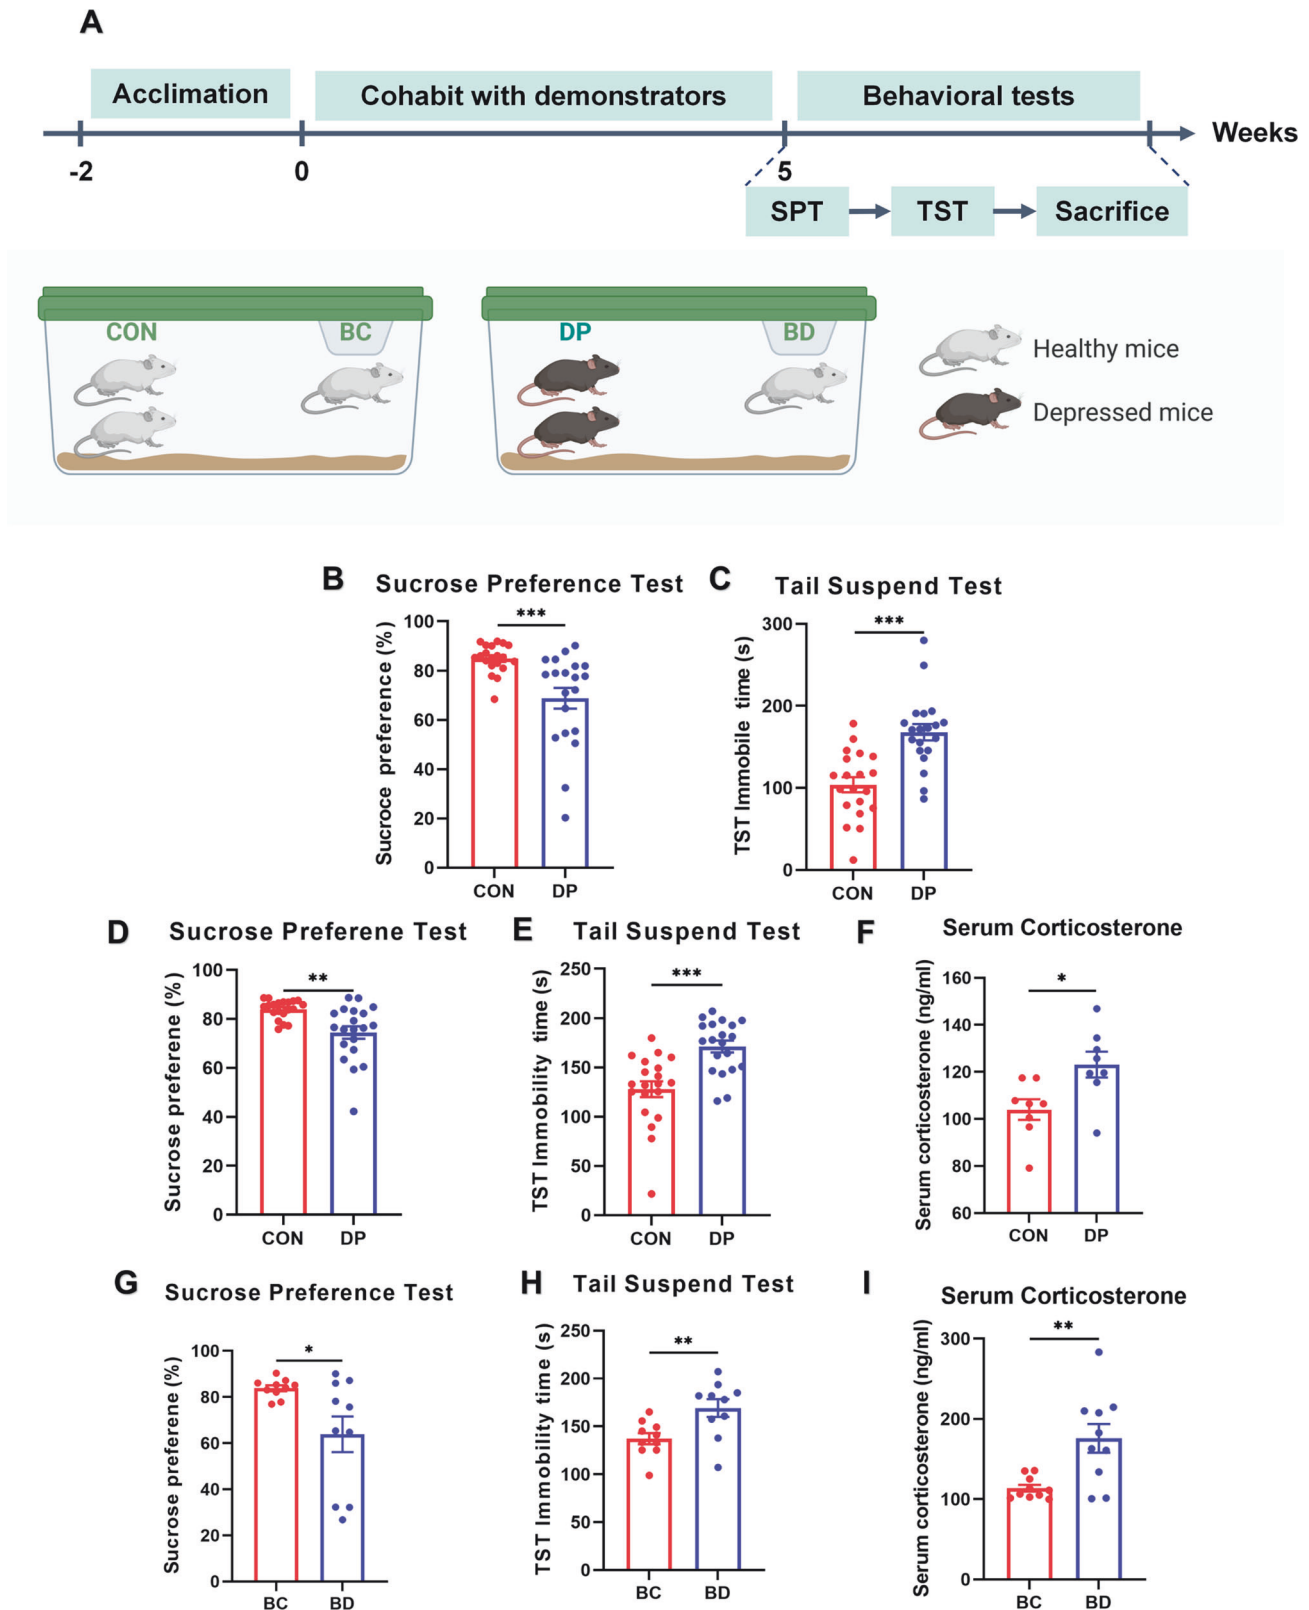 A
Acclimation
Cohabit with demonstrators
Behavioral tests
Weeks
-2
0
5
SPT
TST
Sacrifice
CON
BC
DP
BD
Healthy mice
Depressed mice
B
Sucrose Preference Test
***
Sucroce preference (%)
100
80
60
40
20
0
CON
DP
C
Tail Suspend Test
***
TST Immobile time (s)
300
200
100
0
CON
DP
D
Sucrose Preferene Test
**
Sucrose preferene (%)
100
80
60
40
20
0
CON
DP
E
Tail Suspend Test
***
TST Immobility time (s)
250
200
150
100
50
0
CON
DP
F
Serum Corticosterone
*
Serum corticosterone (ng/ml)
160
140
120
100
80
60
CON
DP
G
Sucrose Preference Test
*
Sucrose preferene (%)
100
80
60
40
20
0
BC
BD
H
Tail Suspend Test
**
TST Immobility time (s)
250
200
150
100
50
0
BC
BD
I
Serum Corticosterone
**
Serum corticosterone (ng/ml)
300
200
100
0
BC
BD